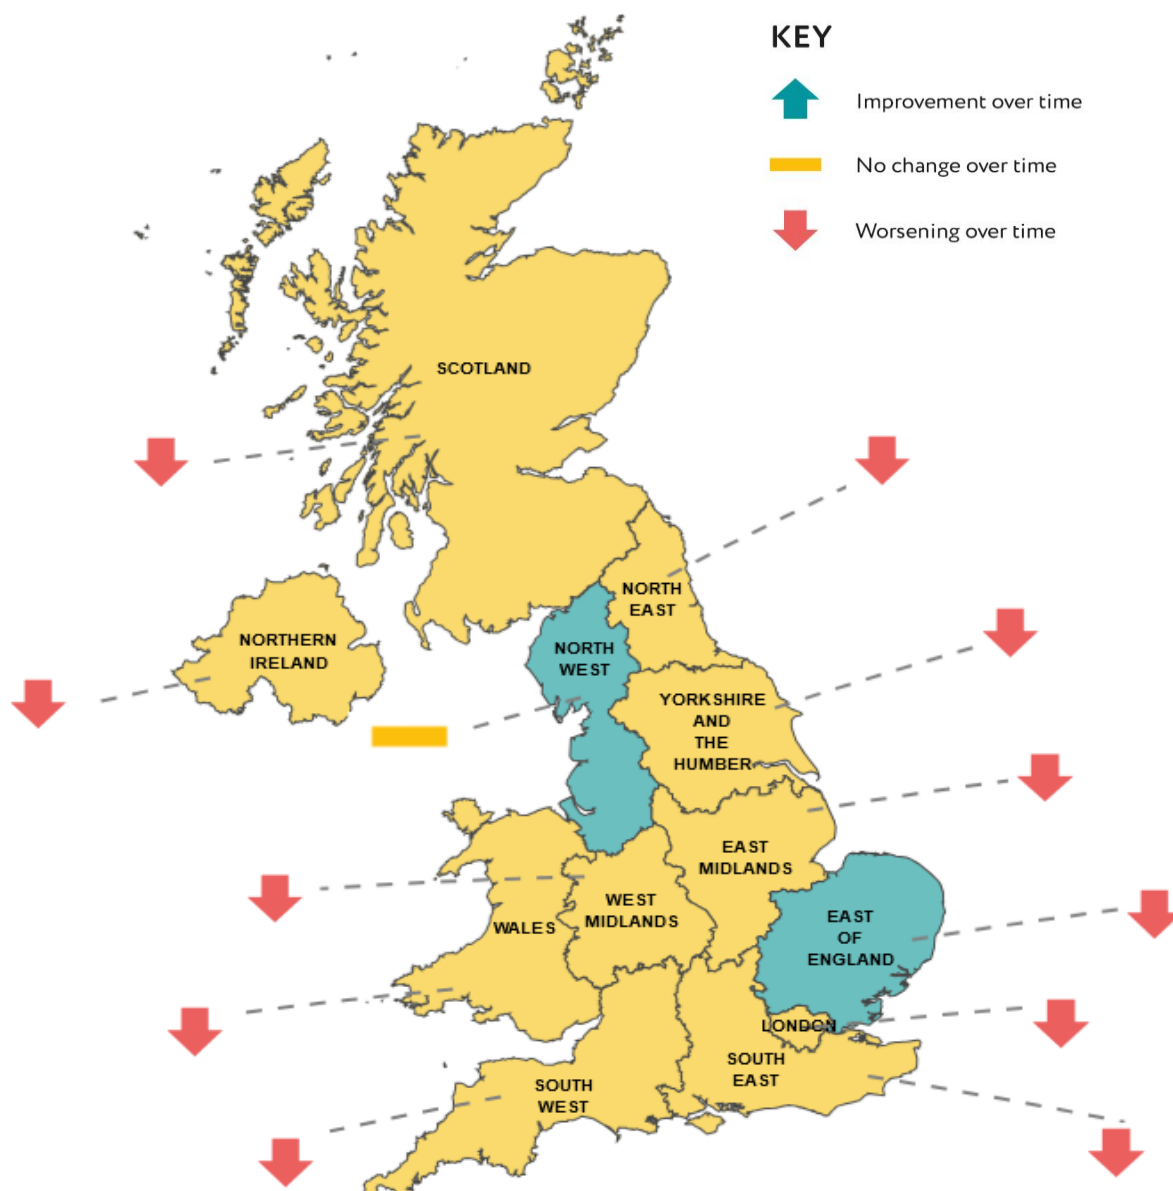 KEY
Improvement over time
No change over time
Worsening over time
SCOTLAND
NORTH
EAST
NORTHERN
IRELAND
NORTH
WEST
YORKSHIRE
AND
THE
HUMBER
EAST
MIDLANDS
WEST
MIDLANDS
WALES
EAST
OF
ENGLAND
LONDON
SOUTH
EAST
SOUTH
WEST